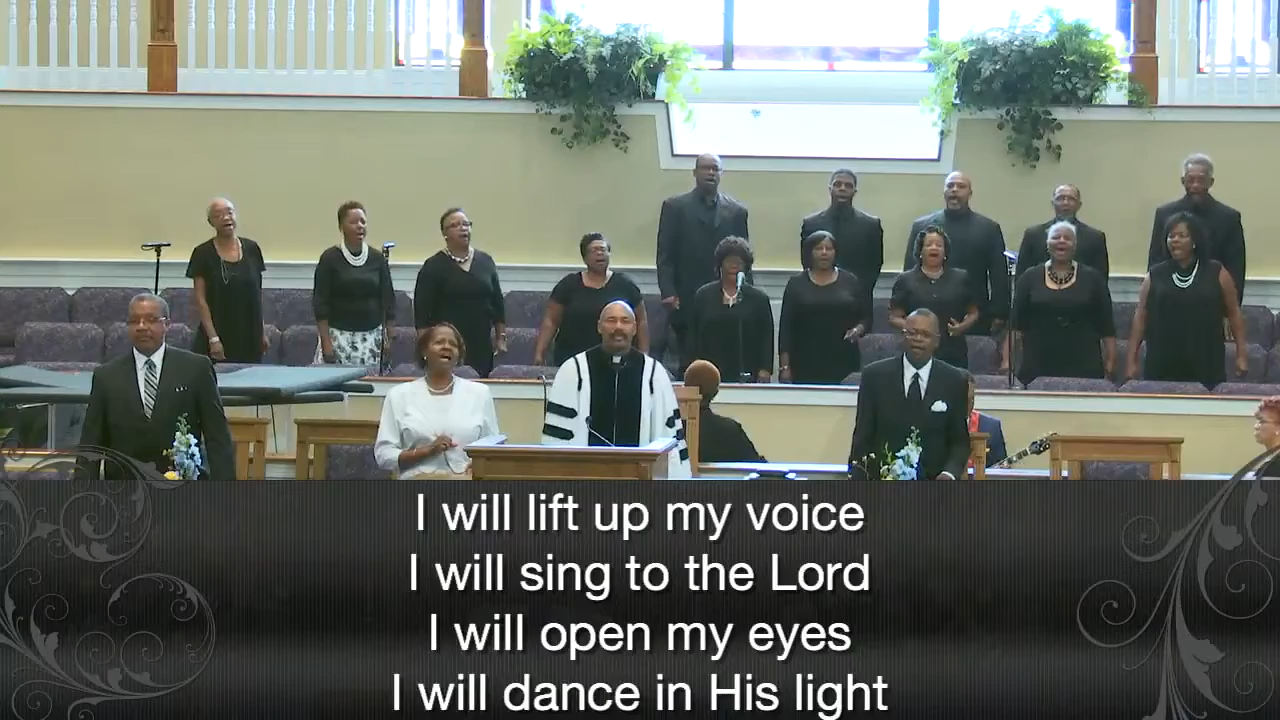 I will lift up my voice
I will sing to the Lord
I will open my eyes
I will dance in His light